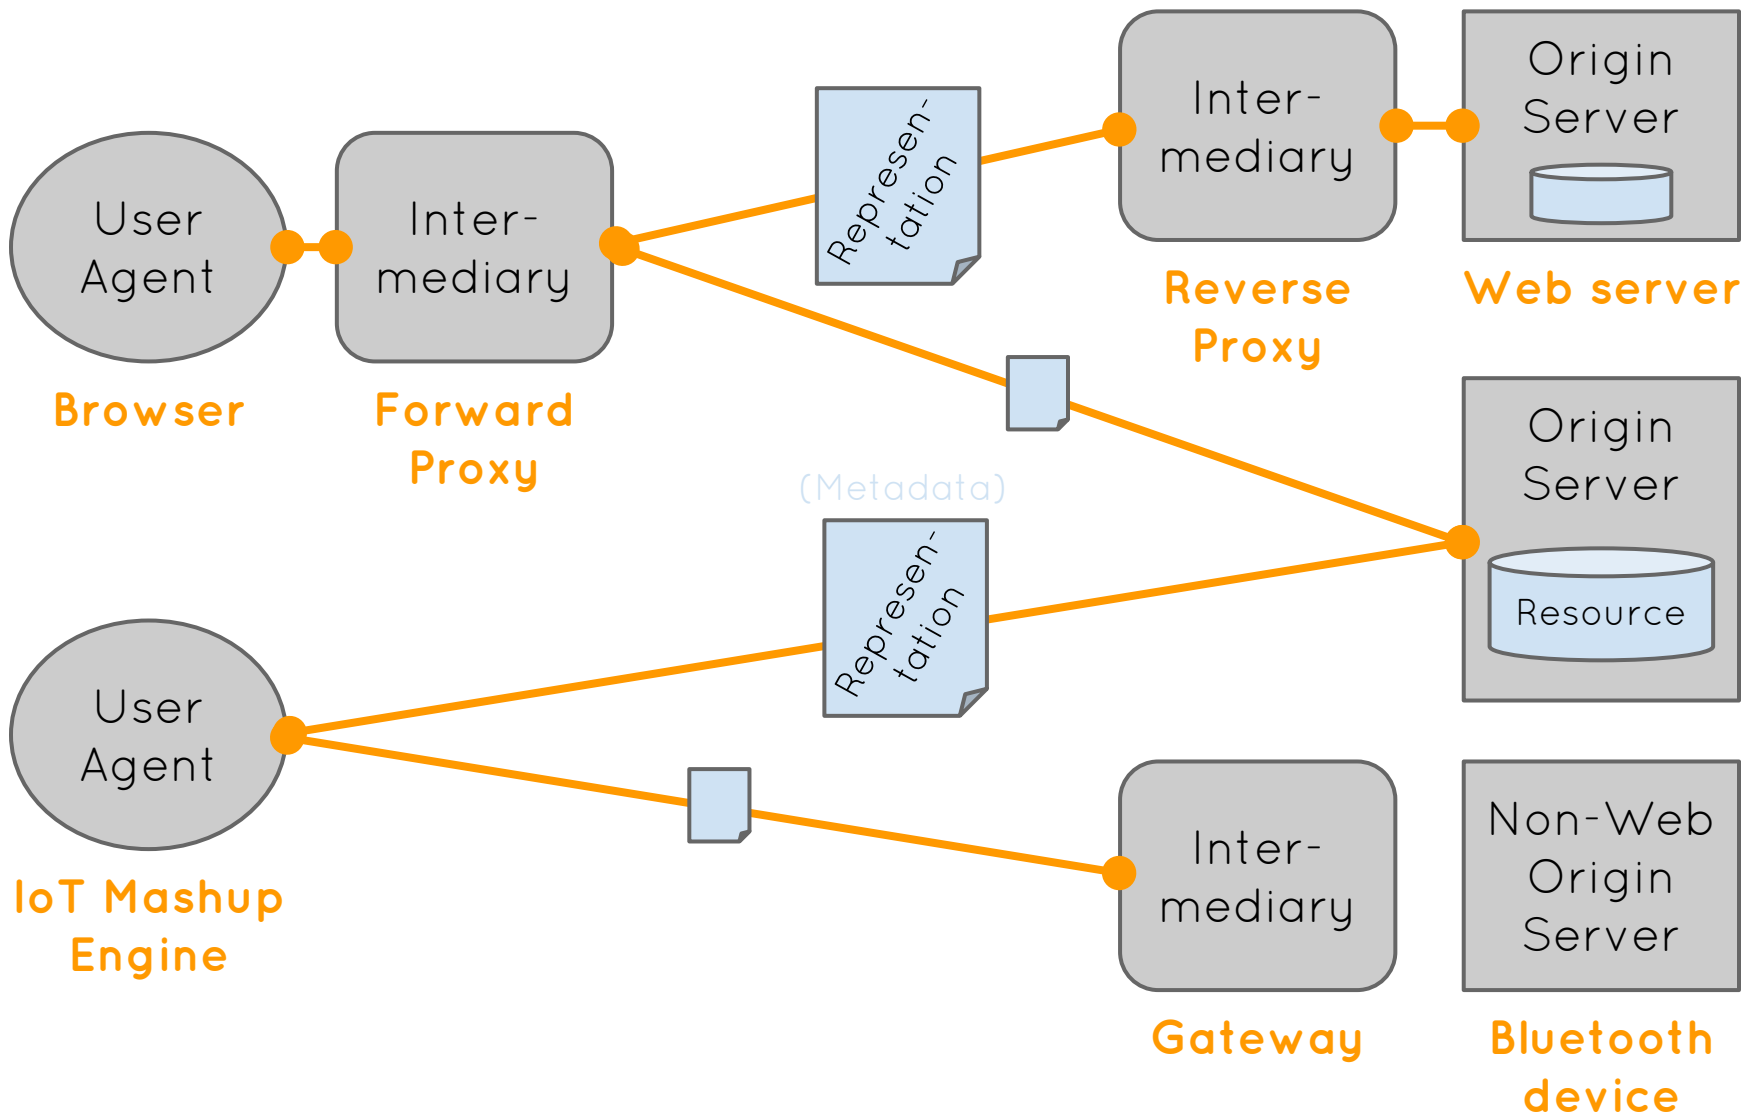 User
Agent
Browser
Inter-
mediary
Forward
Proxy
Represen-
tation
Inter-
mediary
Reverse
Proxy
Origin
Server
Web server
Origin
Server
Resource
(Metadata)
Represen-
tation
User
Agent
IoT Mashup
Engine
Inter-
mediary
Gateway
Non-Web
Origin
Server
Bluetooth
device